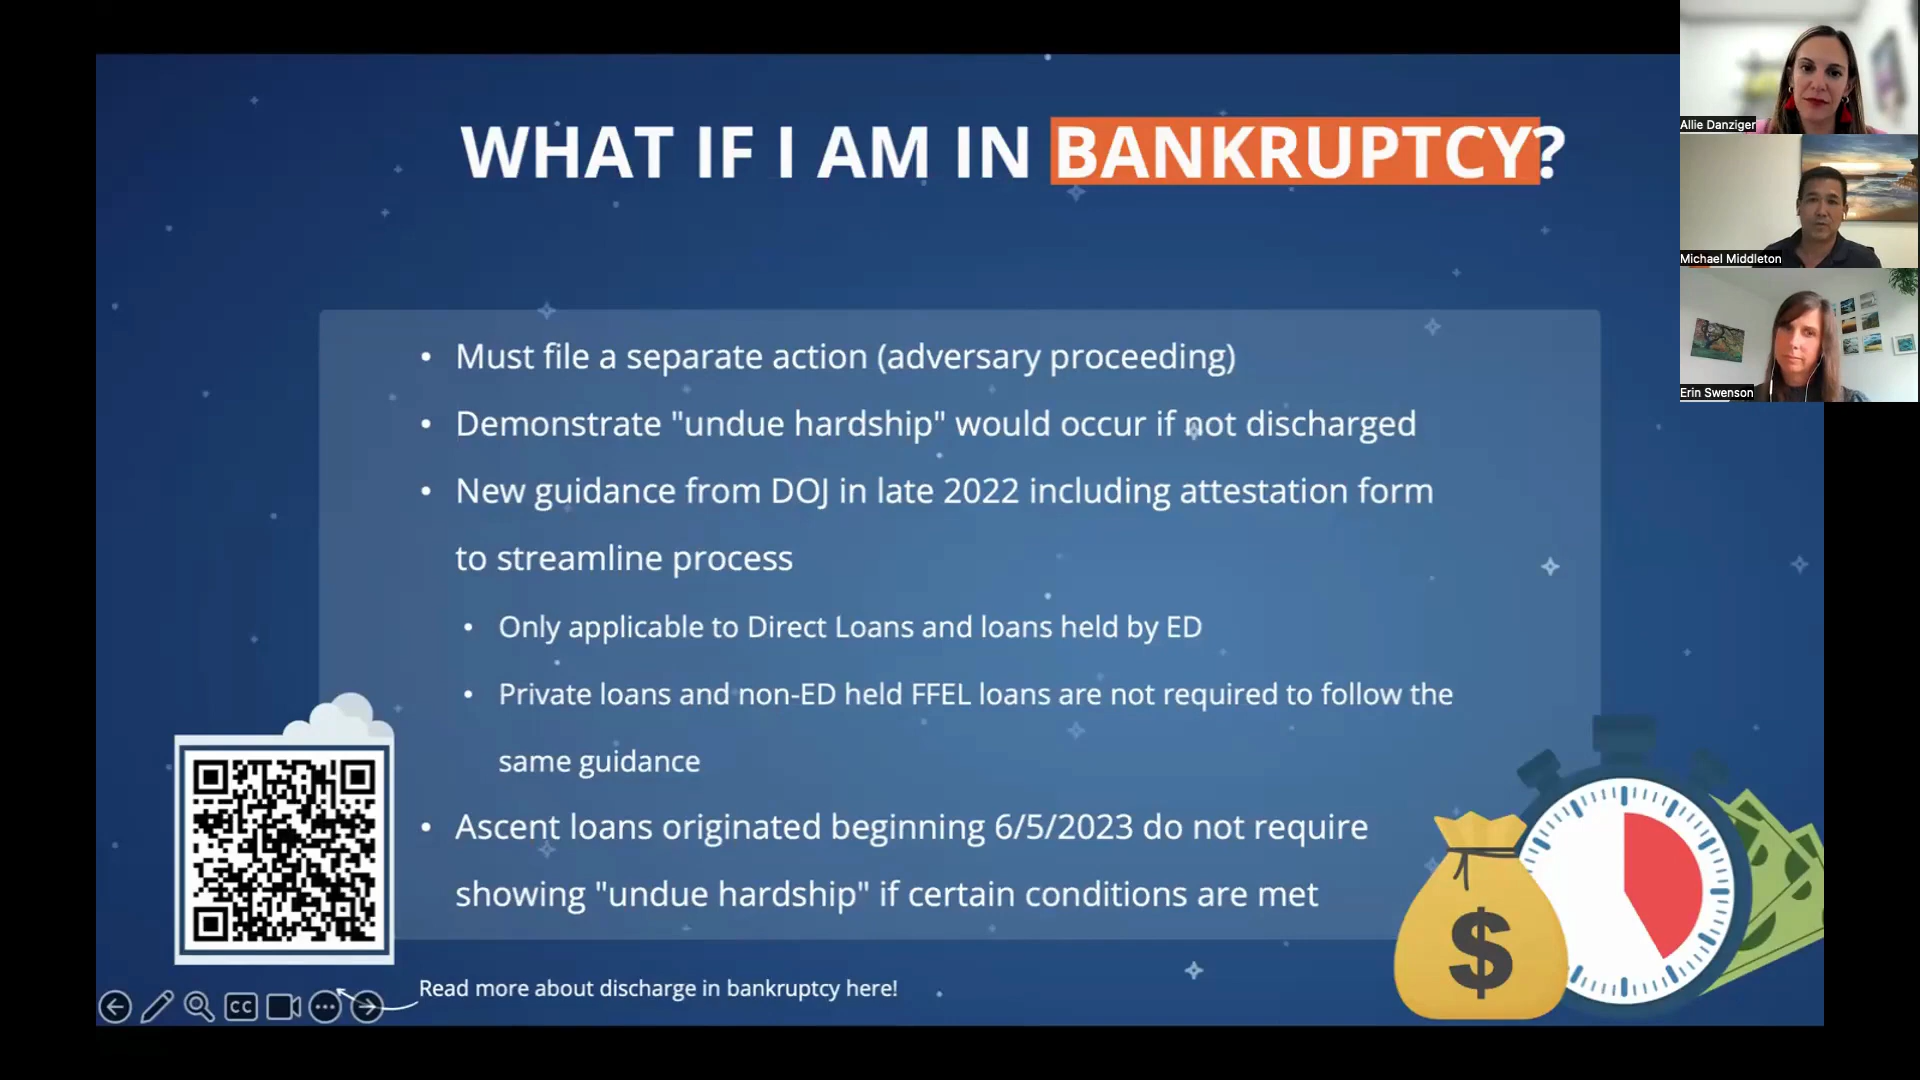 WHAT IF I AM IN BANKRUPTCY?
• Must file a separate action (adversary proceeding)
• Demonstrate "undue hardship" would occur if not discharged
• New guidance from DOJ in late 2022 including attestation form
to streamline process
• Only applicable to Direct Loans and loans held by ED
• Private loans and non-ED held FFEL loans are not required to follow the
same guidance
• Ascent loans originated beginning 6/5/2023 do not require
showing "undue hardship" if certain conditions are met
Read more about discharge in bankruptcy here!
CC
$
Allie Danziger
Michael Middleton
Erin Swenson